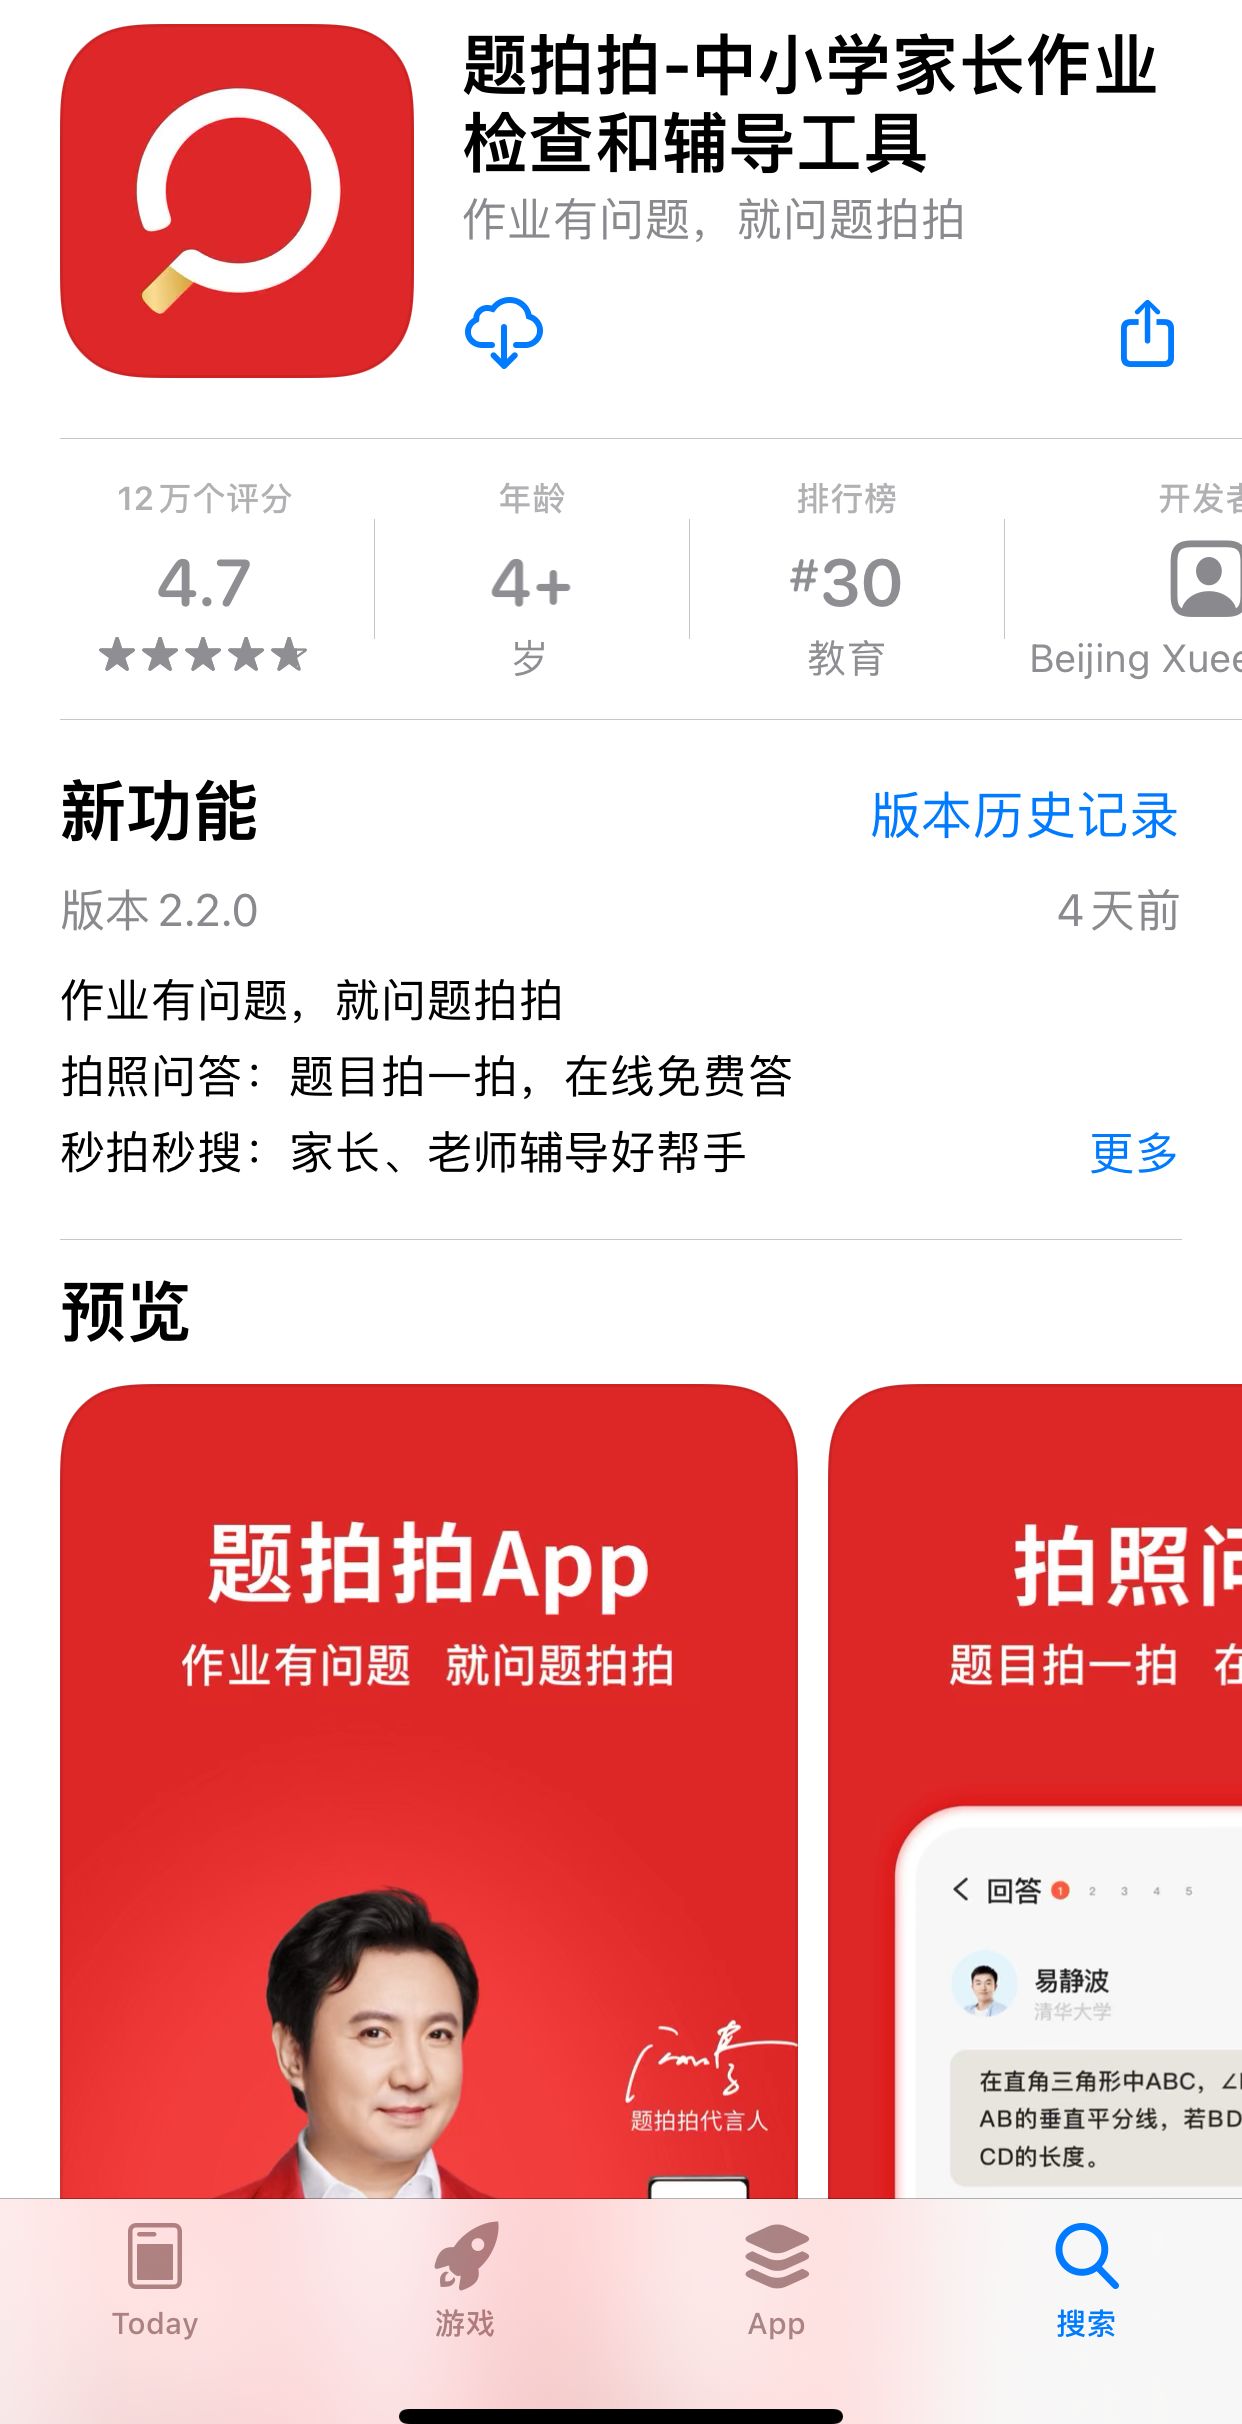 题拍拍-中小学家长作业
检查和辅导工具
作业有问题，就问题拍拍
12万个评分
年龄
排行榜
开发者
4.7
4+
#30
岁
教育
Beijing Xuee
新功能
版本历史记录
版本 2.2.0
4天前
作业有问题，就问题拍拍
拍照问答：题目拍一拍，在线免费答
秒拍秒搜：家长、老师辅导好帮手
更多
预览
题拍拍App
作业有问题 就问题拍拍
题拍拍代言人
拍照问
题目拍一拍 在
回答 1 2 3 4 5
易静波
清华大学
在直角三角形中ABC，∠
AB的垂直平分线，若BD
CD的长度。
Today
游戏
App
搜索